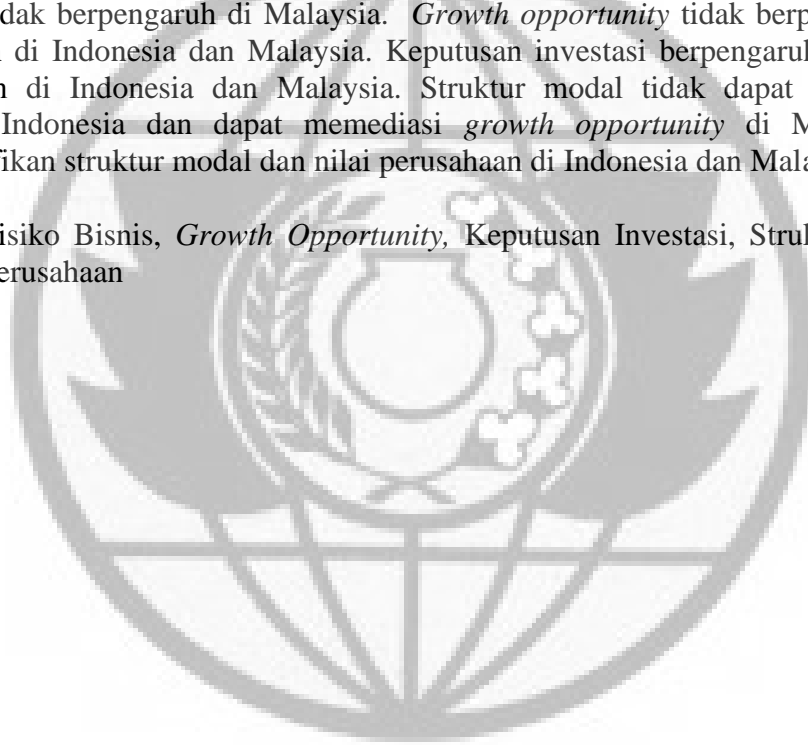 dak berpengaruh di Malaysia. Growth opportunity tidak berp
di Indonesia dan Malaysia. Keputusan investasi berpengaruh
di Indonesia dan Malaysia. Struktur modal tidak dapat
Indonesia dan dapat memediasi growth opportunity di M
fikan struktur modal dan nilai perusahaan di Indonesia dan Mala
isiko Bisnis, Growth Opportunity, Keputusan Investasi, Stru
erusahaan